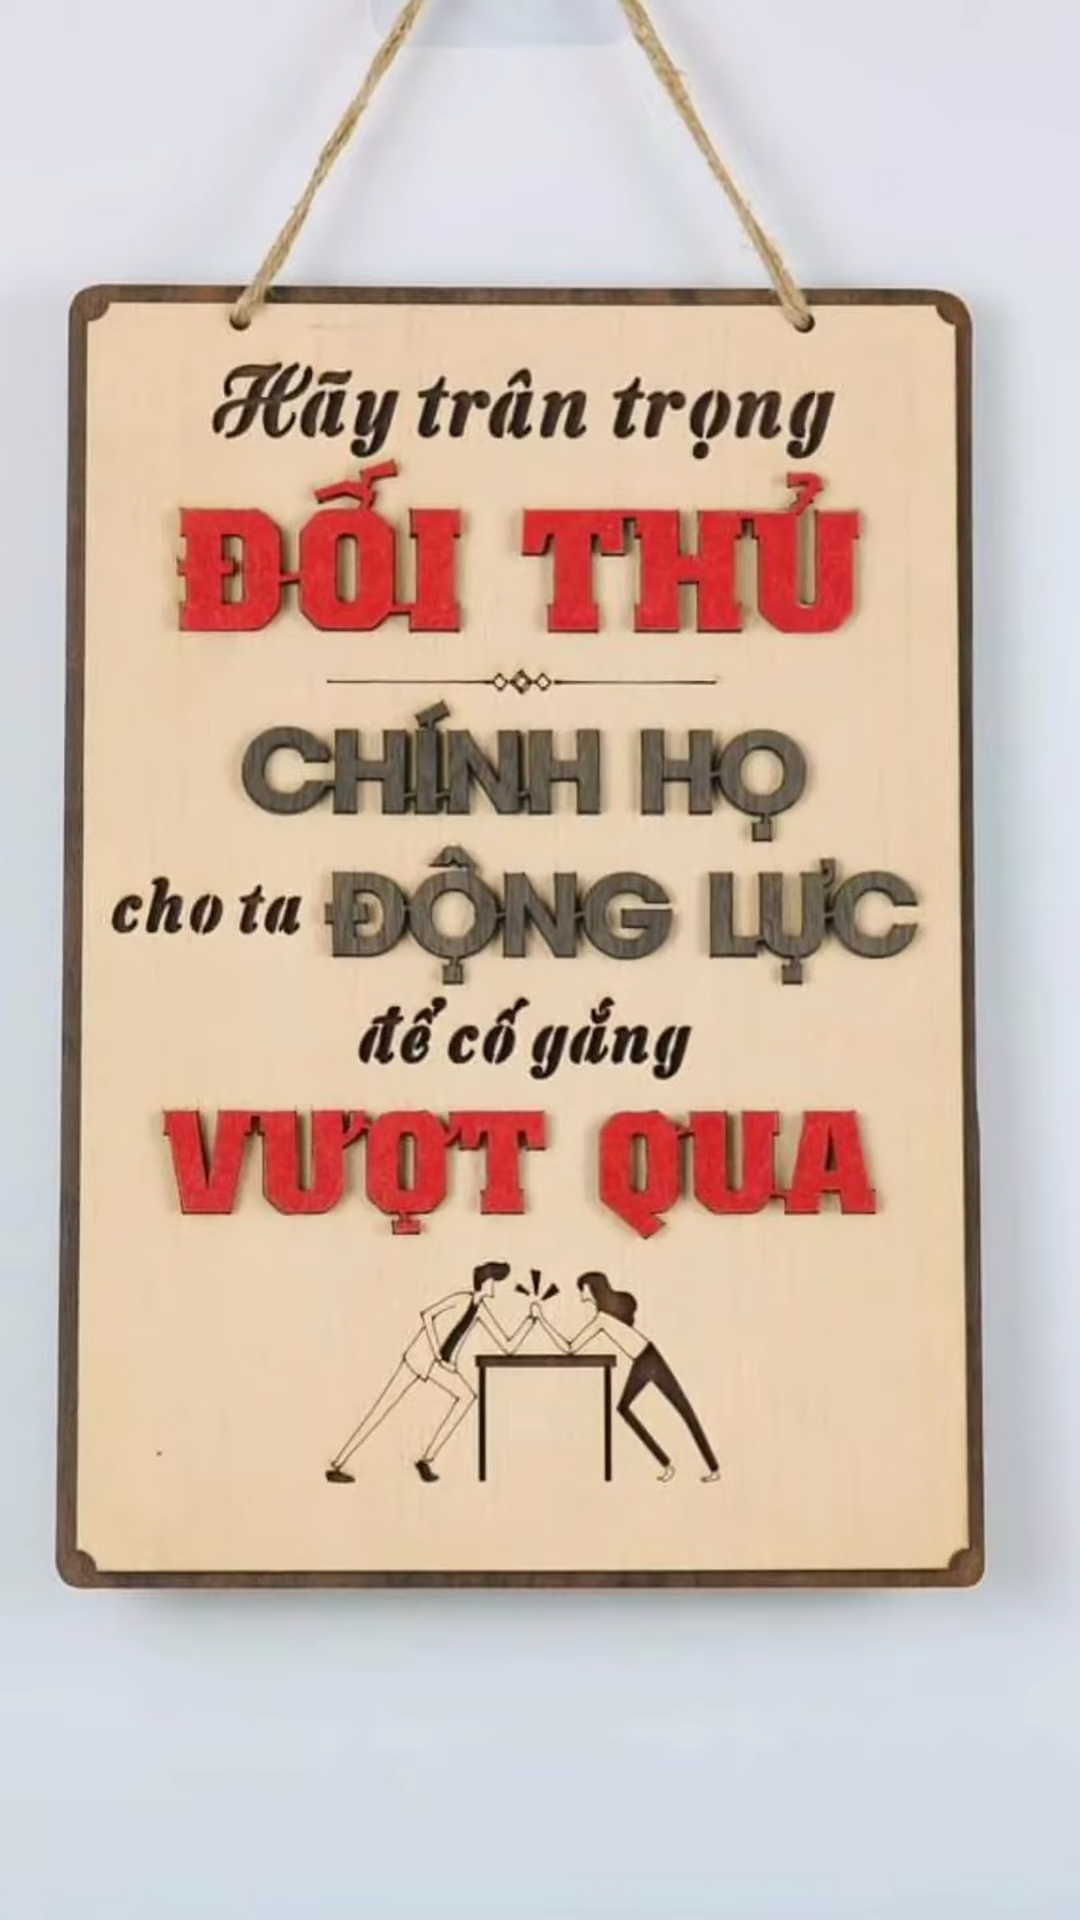 Hãy trân trọng
ĐỐI THỦ
CHÍNH HỌ
cho ta ĐỘNG LỰC
để cố gắng
VƯỢT QUA